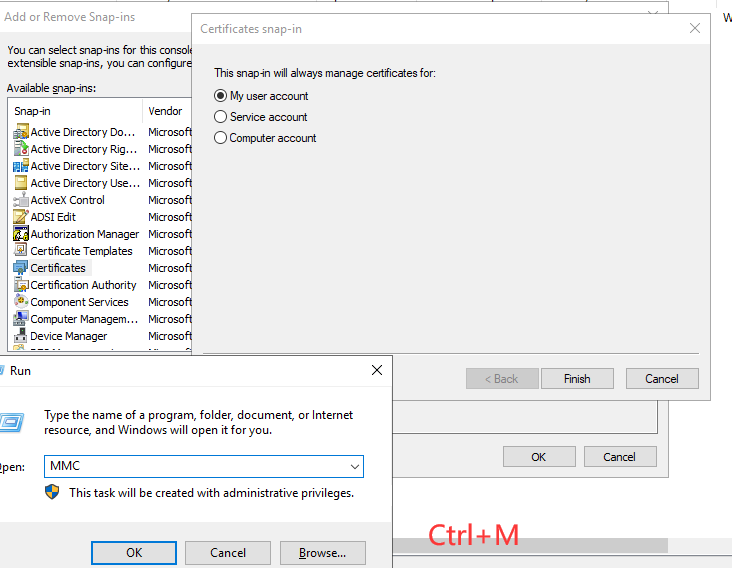 Add or Remove Snap-ins
Certificates snap-in
You can select snap-ins for this console
extensible snap-ins, you can configure
Available snap-ins:
Snap-in Vendor
Active Directory Do... Microsoft
Active Directory Rig... Microsoft
Active Directory Site... Microsoft
Active Directory Use... Microsoft
ActiveX Control Microsoft
ADSI Edit Microsoft
Authorization Manager Microsoft
Certificate Templates Microsoft
Certificates Microsoft
Certification Authority Microsoft
Component Services Microsoft
Computer Managem... Microsoft
Device Manager Microsoft
This snap-in will always manage certificates for:
My user account
Service account
Computer account
< Back Finish Cancel
OK Cancel
Run
Type the name of a program, folder, document, or Internet
resource, and Windows will open it for you.
Open: MMC
This task will be created with administrative privileges.
OK Cancel Browse...
Ctrl+M